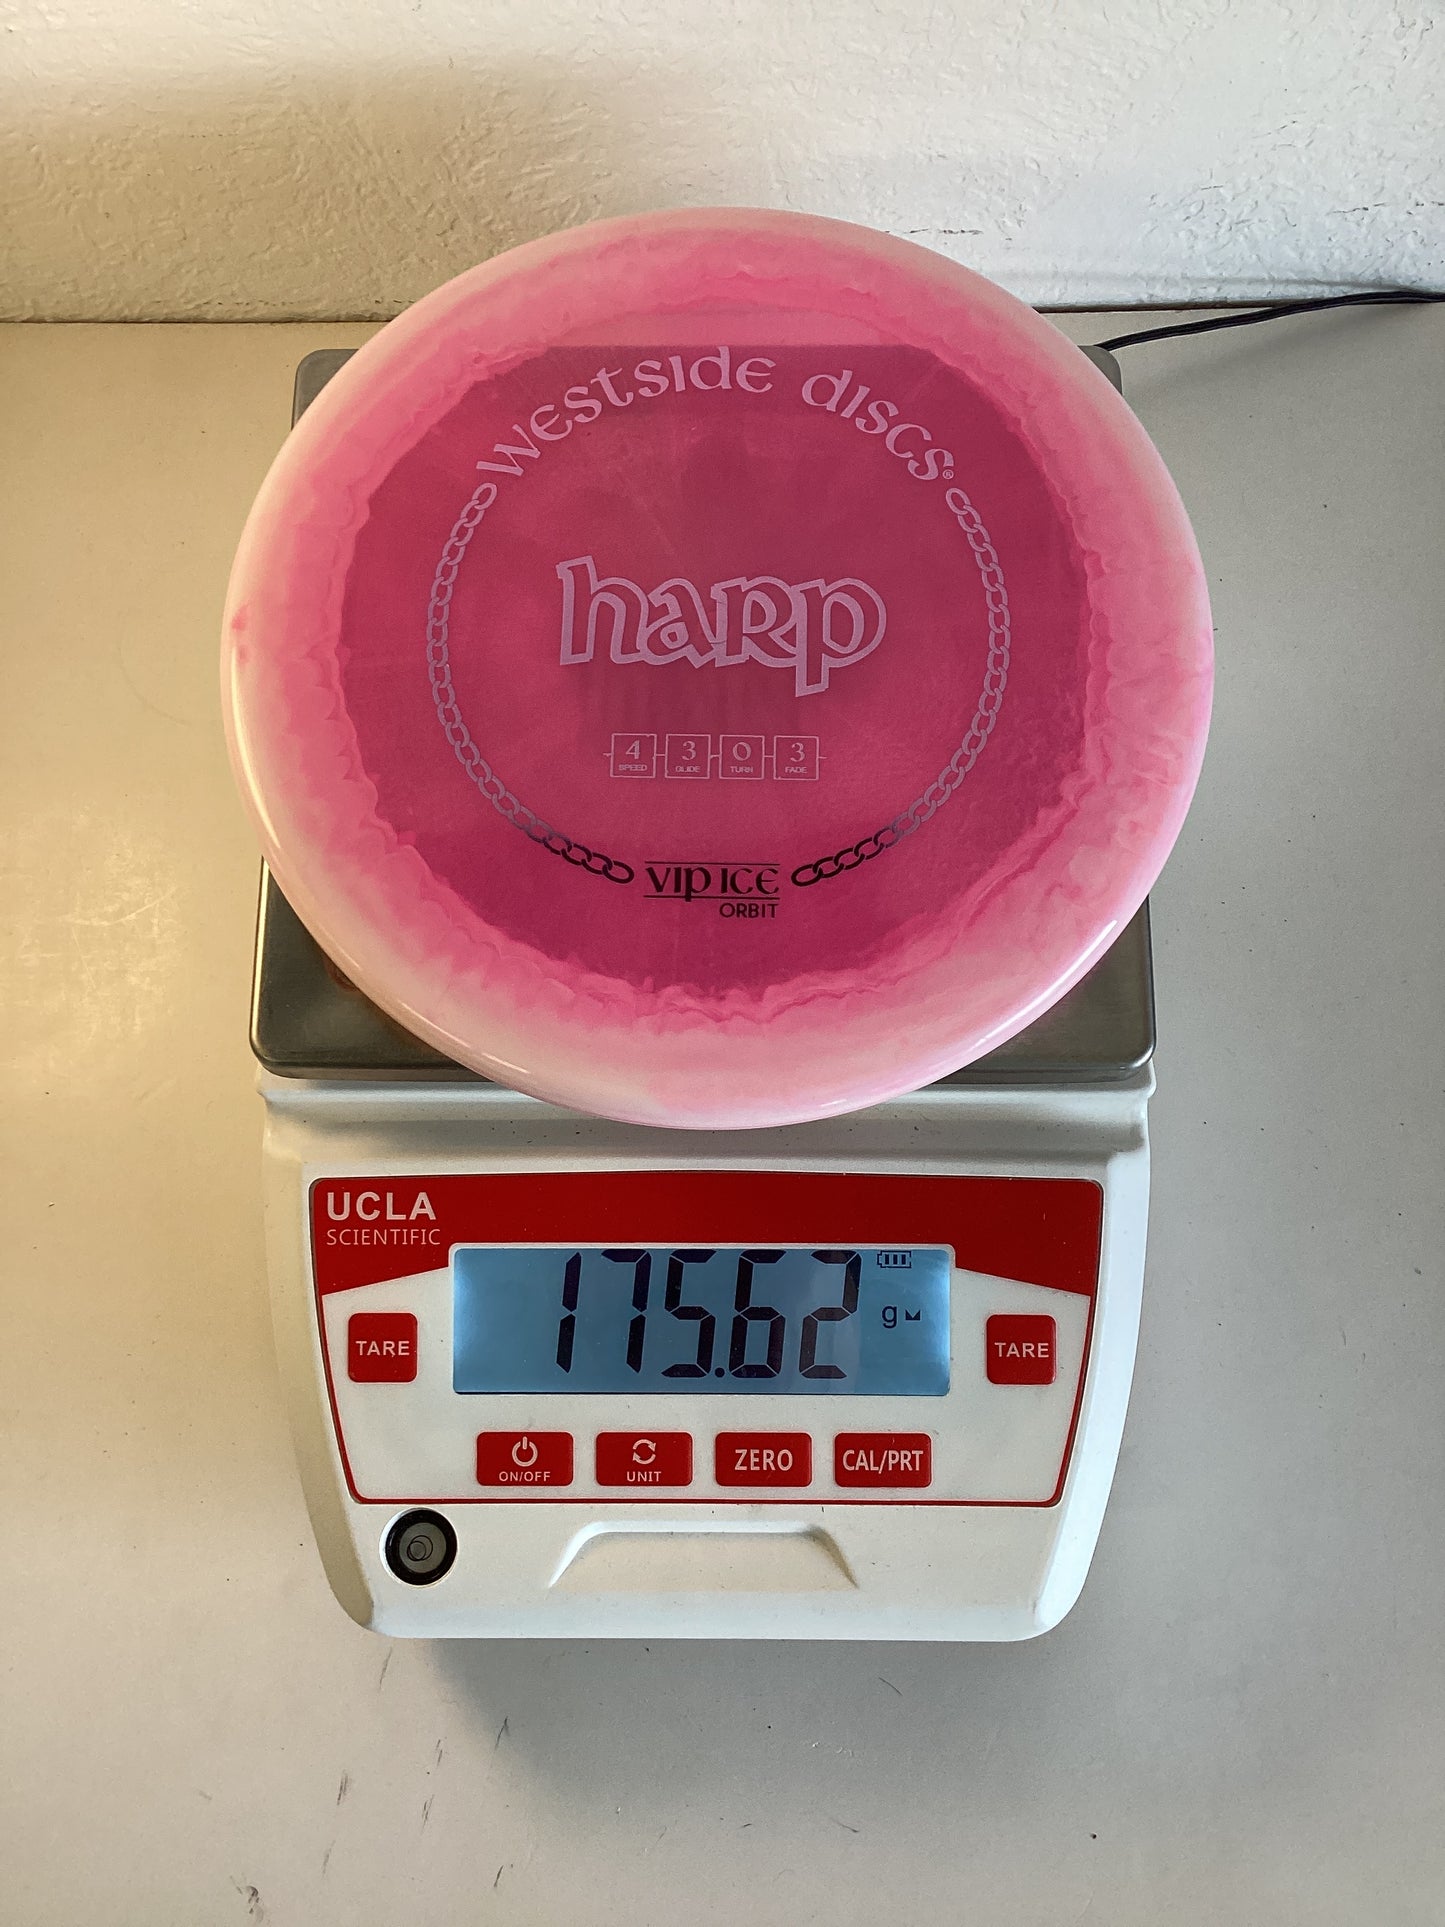 Westside Discs®
harp
4 3 0 3
SPEED GLIDE TURN FADE
VIP ICE
ORBIT
UCLA
SCIENTIFIC
175.62 g
TARE
TARE
ON/OFF
UNIT
ZERO
CAL/PRT